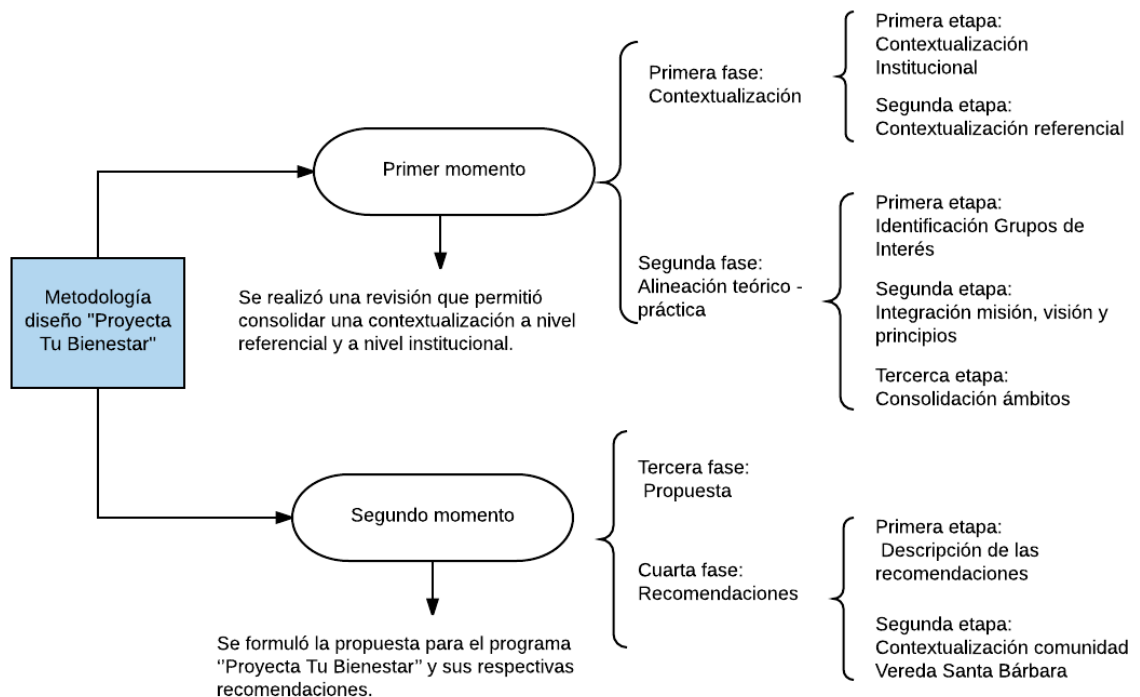 Metodología
diseño "Proyecta
Tu Bienestar"
Primer momento
Se realizó una revisión que permitió
consolidar una contextualización a nivel
referencial y a nivel institucional.
Primera fase:
Contextualización
Primera etapa:
Contextualización
Institucional
Segunda etapa:
Contextualización referencial
Segunda fase:
Alineación teórico -
práctica
Primera etapa:
Identificación Grupos de
Interés
Segunda etapa:
Integración misión, visión y
principios
Tercerca etapa:
Consolidación ámbitos
Segundo momento
Se formuló la propuesta para el programa
"Proyecta Tu Bienestar" y sus respectivas
recomendaciones.
Tercera fase:
Propuesta
Cuarta fase:
Recomendaciones
Primera etapa:
Descripción de las
recomendaciones
Segunda etapa:
Contextualización comunidad
Vereda Santa Bárbara